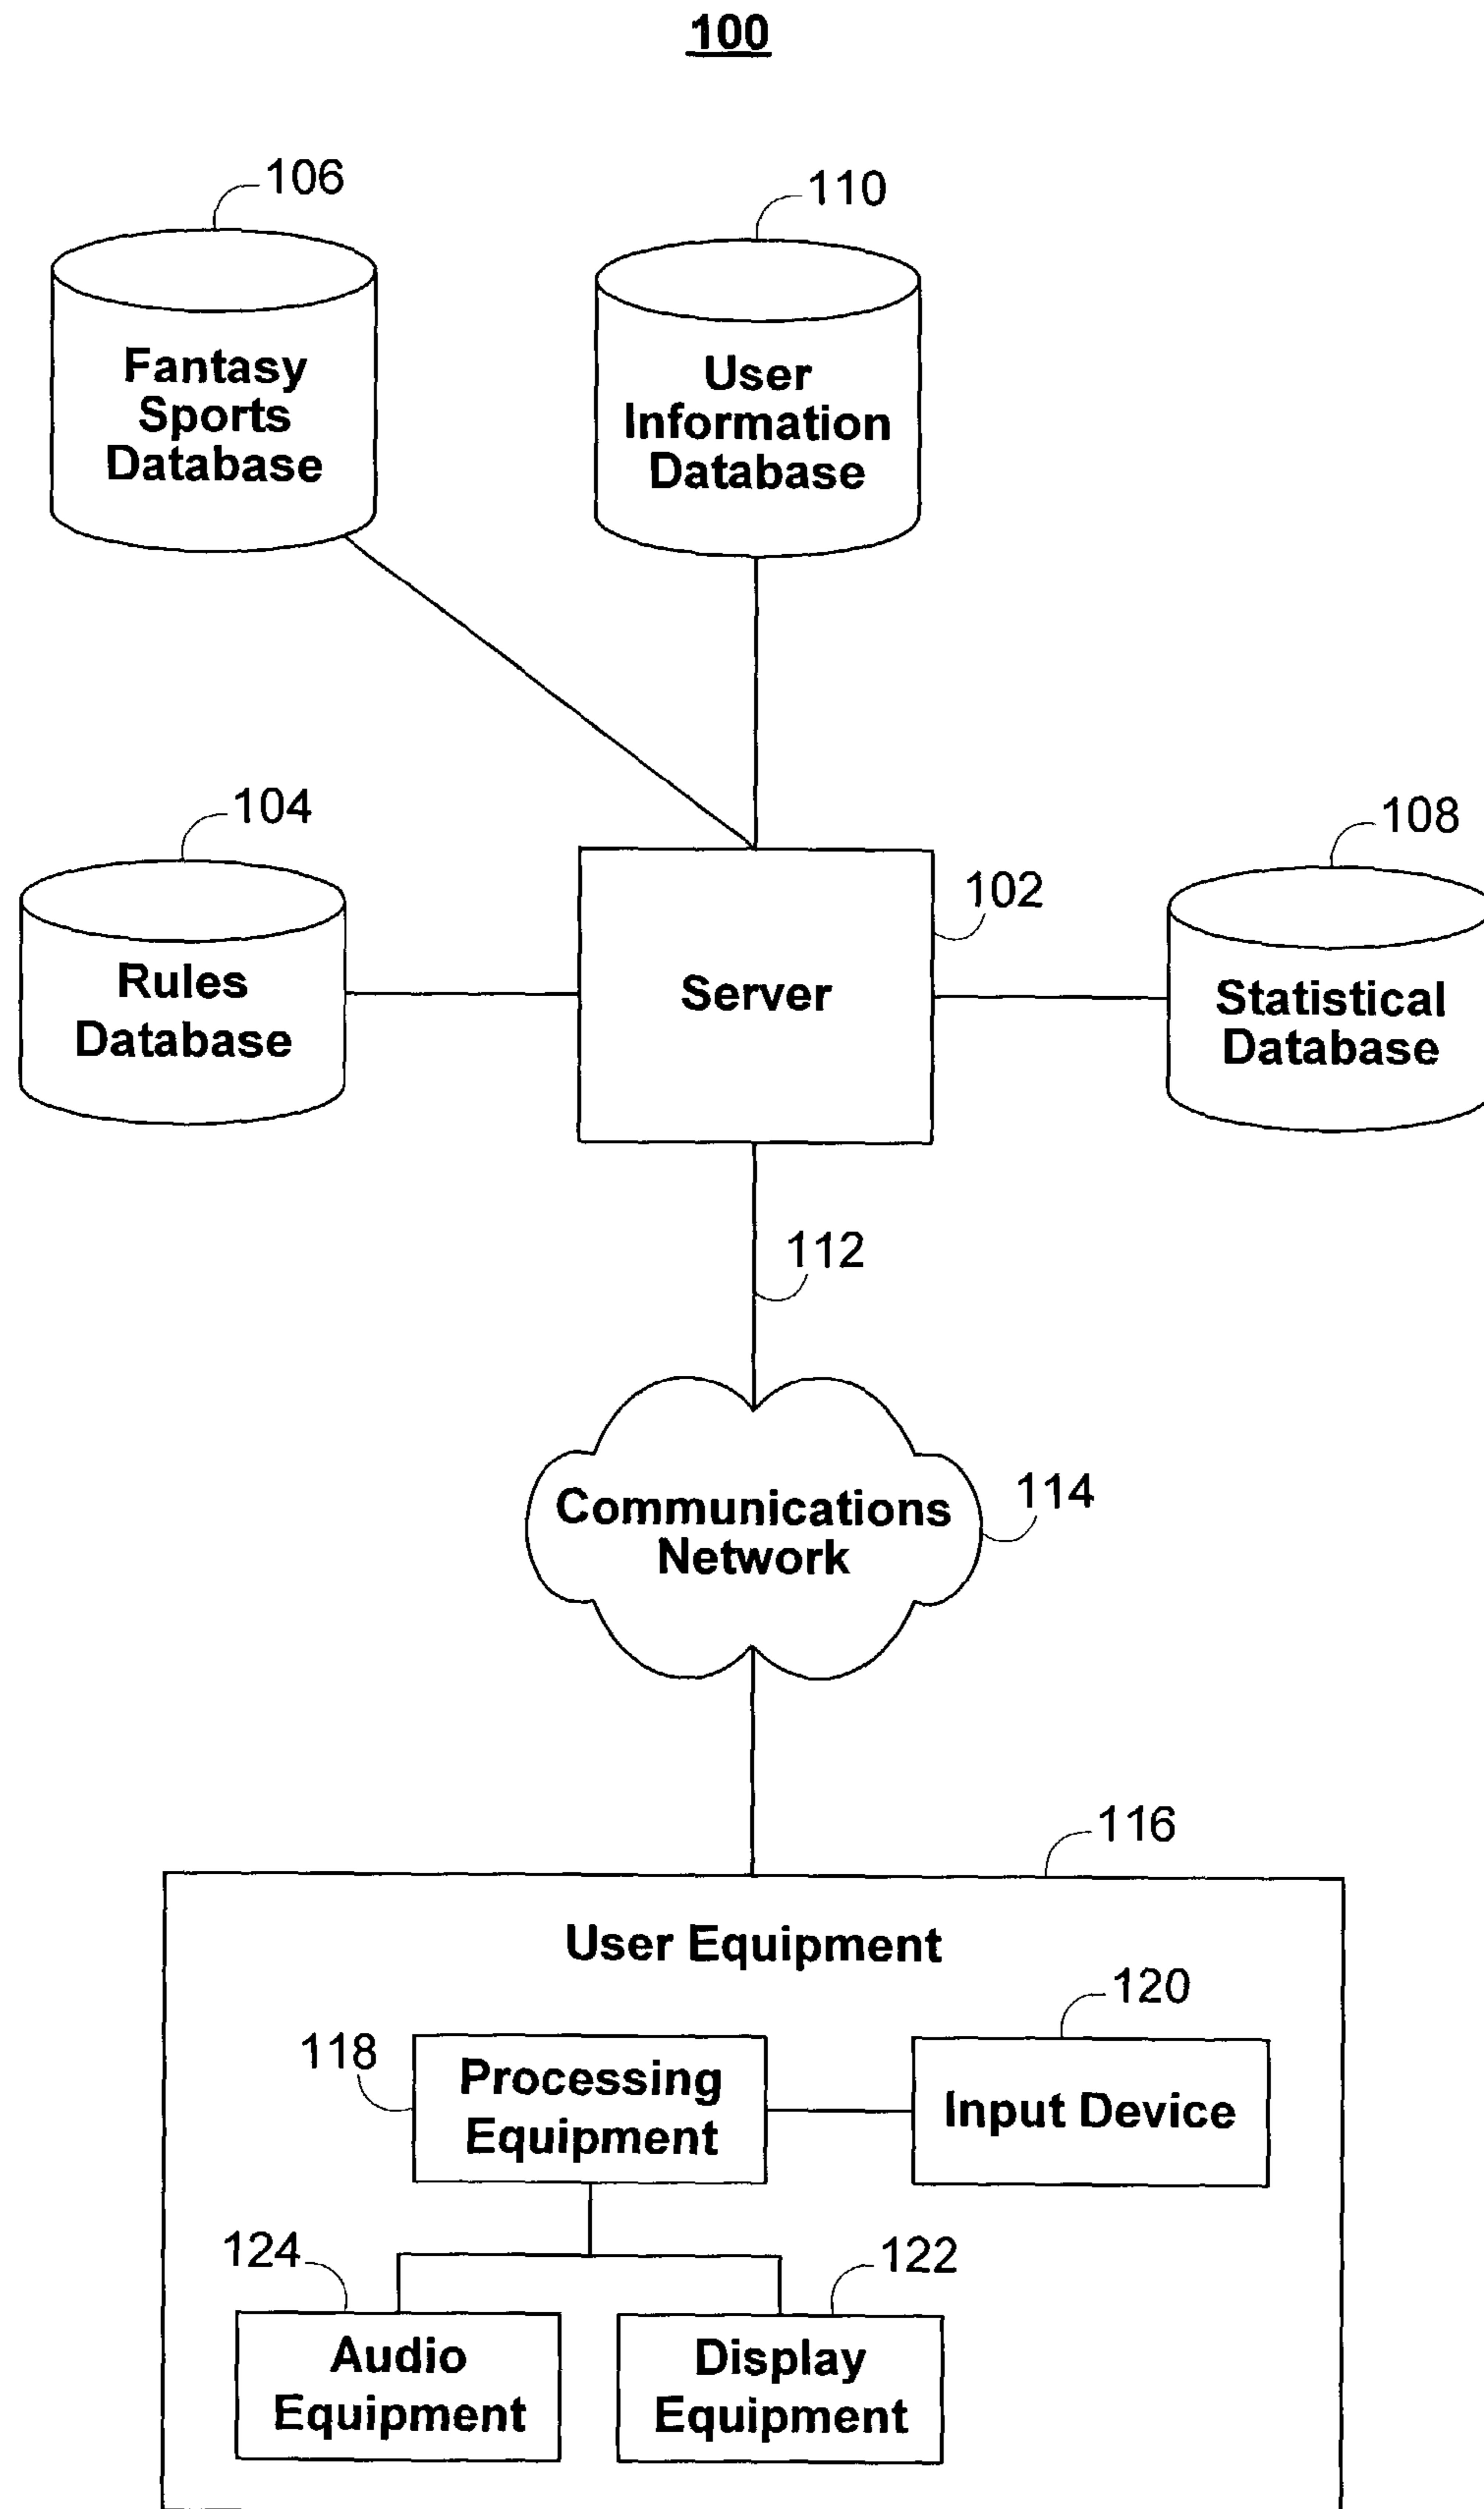 100
106
110
Fantasy
Sports
Database
User
Information
Database
104
108
102
Rules
Database
Server
Statistical
Database
112
Communications
Network
114
116
User Equipment
120
118
Processing
Equipment
Input Device
124
122
Audio
Equipment
Display
Equipment